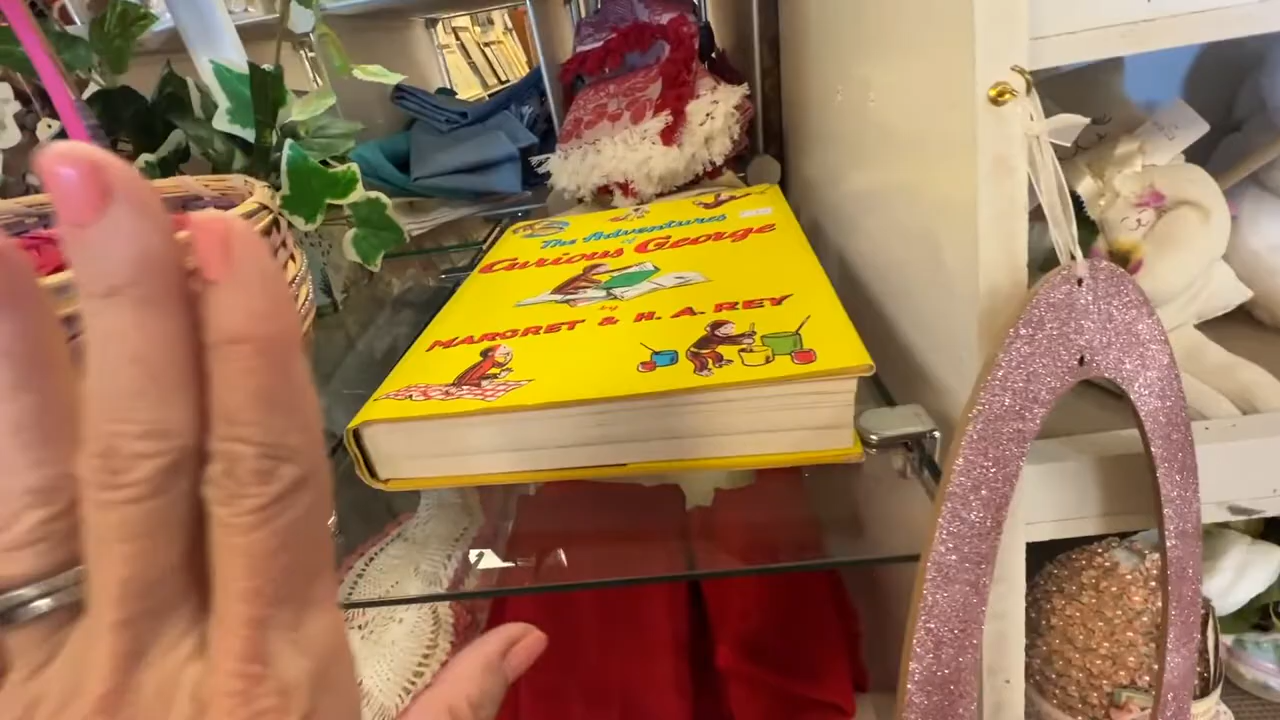 The Adventures
of
Curious George
by
MARGRET & H. A. REY